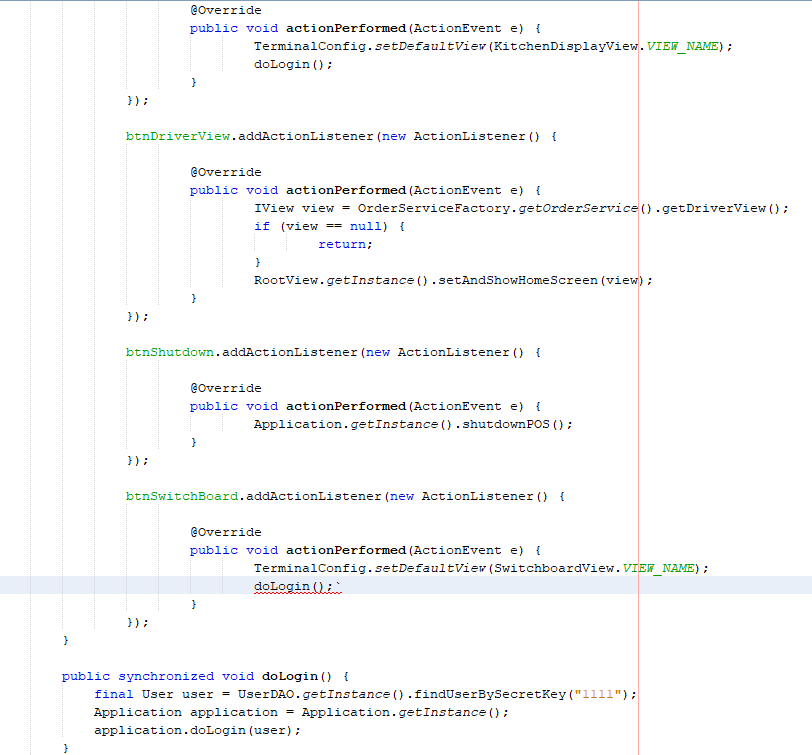 @Override
public void actionPerformed(ActionEvent e) {
TerminalConfig.setDefaultView(KitchenDisplayView.VIEW_NAME);
doLogin();
}
});
btnDriverView.addActionListener(new ActionListener() {
@Override
public void actionPerformed(ActionEvent e) {
IView view = OrderServiceFactory.getOrderService().getDriverView();
if (view == null) {
return;
}
RootView.getInstance().setAndShowHomeScreen(view);
}
});
btnShutdown.addActionListener(new ActionListener() {
@Override
public void actionPerformed(ActionEvent e) {
Application.getInstance().shutdownPOS();
}
});
btnSwitchBoard.addActionListener(new ActionListener() {
@Override
public void actionPerformed(ActionEvent e) {
TerminalConfig.setDefaultView(SwitchboardView.VIEW_NAME);
doLogin();`
}
});
}
public synchronized void doLogin() {
final User user = UserDAO.getInstance().findUserBySecretKey("1111");
Application application = Application.getInstance();
application.doLogin(user);
}